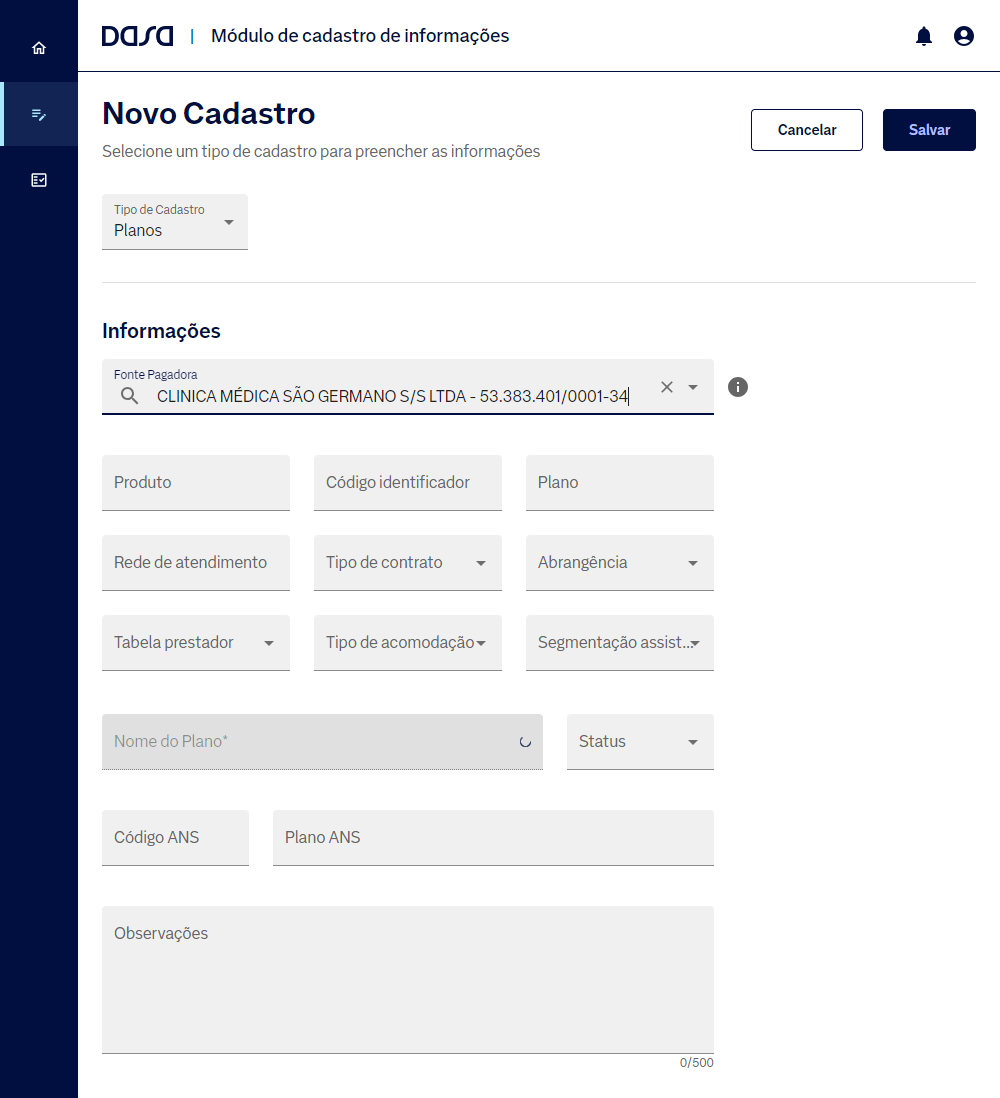 DASA | Módulo de cadastro de informações
Novo Cadastro
Selecione um tipo de cadastro para preencher as informações
Cancelar
Salvar
Tipo de Cadastro
Planos
Informações
Fonte Pagadora
CLINICA MÉDICA SÃO GERMANO S/S LTDA - 53.383.401/0001-34
Produto
Código identificador
Plano
Rede de atendimento
Tipo de contrato
Abrangência
Tabela prestador
Tipo de acomodação
Segmentação assist...
Nome do Plano*
Status
Código ANS
Plano ANS
Observações
0/500